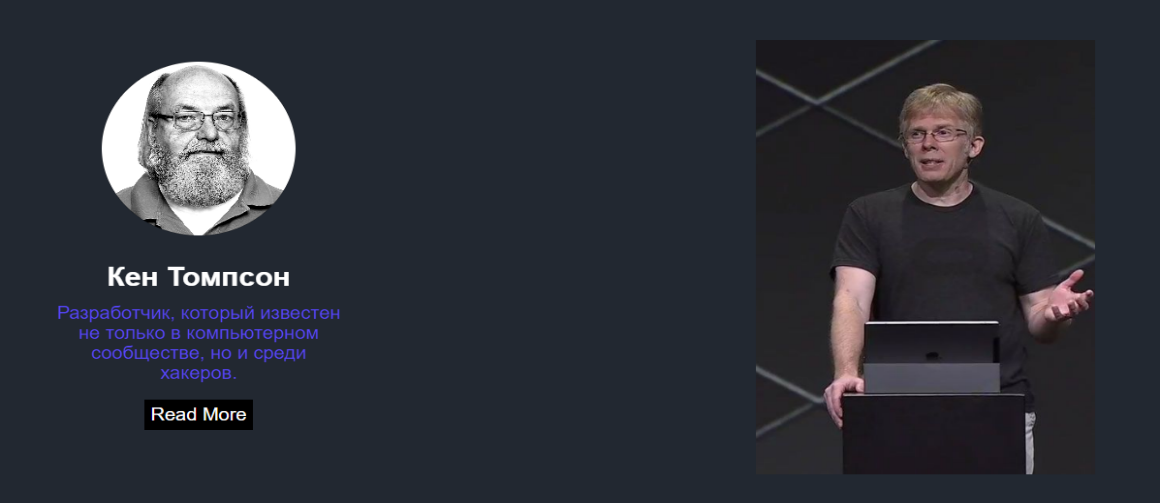 Кен Томпсон
Разработчик, который известен
не только в компьютерном
сообществе, но и среди
хакеров.
Read More